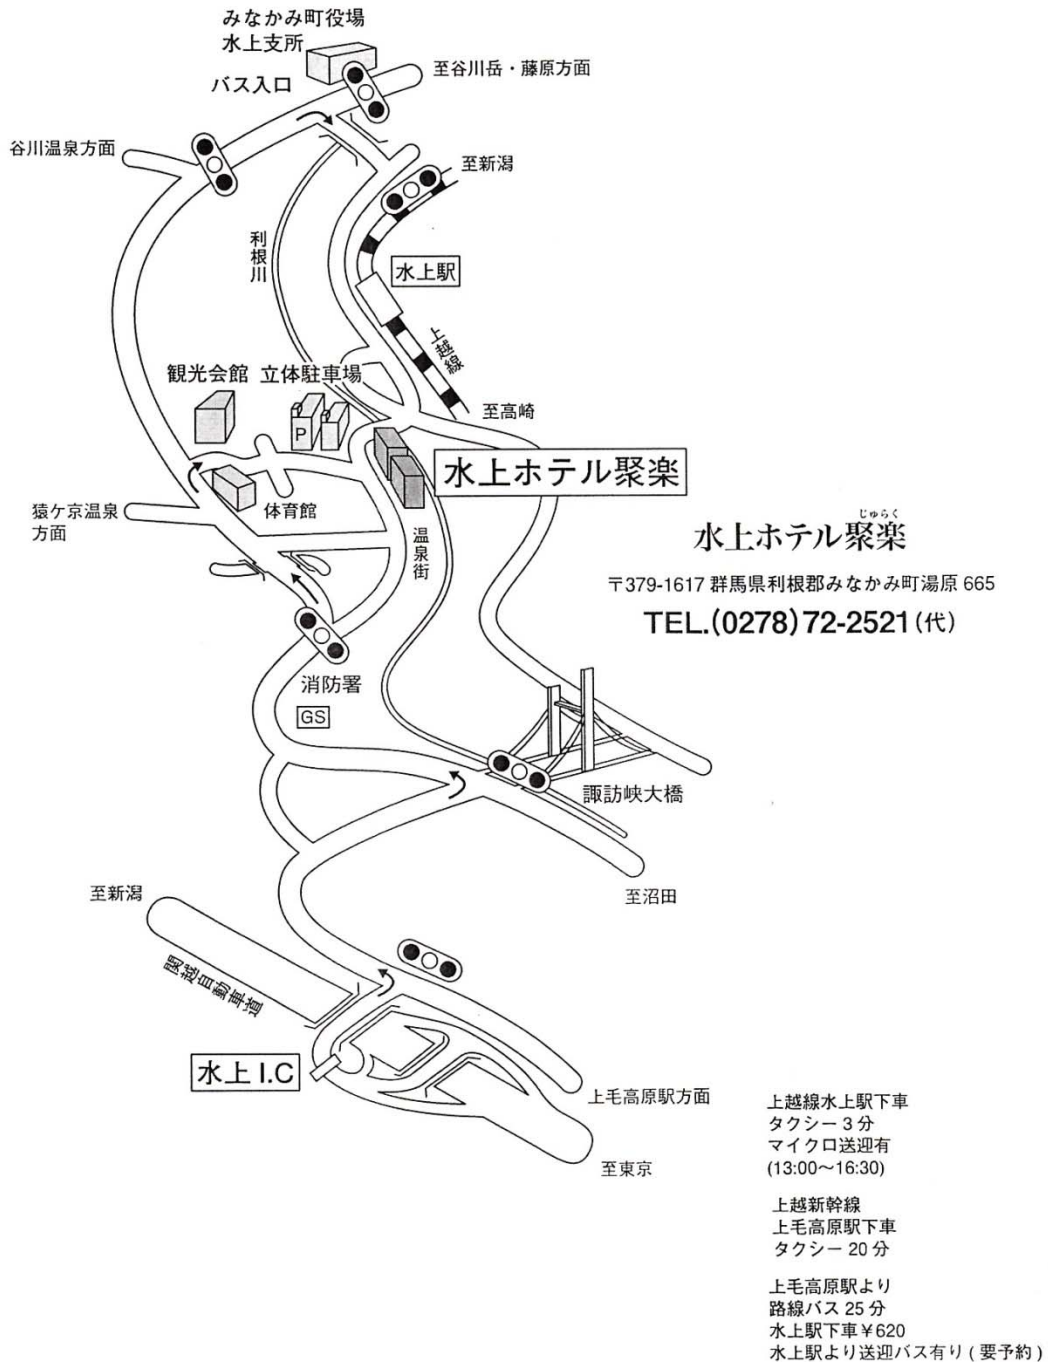 みなかみ町役場
水上支所
バス入口
至谷川岳・藤原方面
谷川温泉方面
至新潟
利根川
水上駅
上越線
観光会館
立体駐車場
至高崎
P
水上ホテル聚楽
猿ケ京温泉
方面
体育館
温泉街
じゅらく
水上ホテル聚楽
〒379-1617 群馬県利根郡みなかみ町湯原 665
TEL.(0278)72-2521(代)
消防署
GS
諏訪峡大橋
至沼田
至新潟
関越自動車道
水上 I.C
上毛高原駅方面
至東京
上越線水上駅下車
タクシー 3 分
マイクロ送迎有
(13:00〜16:30)
上越新幹線
上毛高原駅下車
タクシー 20 分
上毛高原駅より
路線バス 25 分
水上駅下車￥620
水上駅より送迎バス有り ( 要予約 )